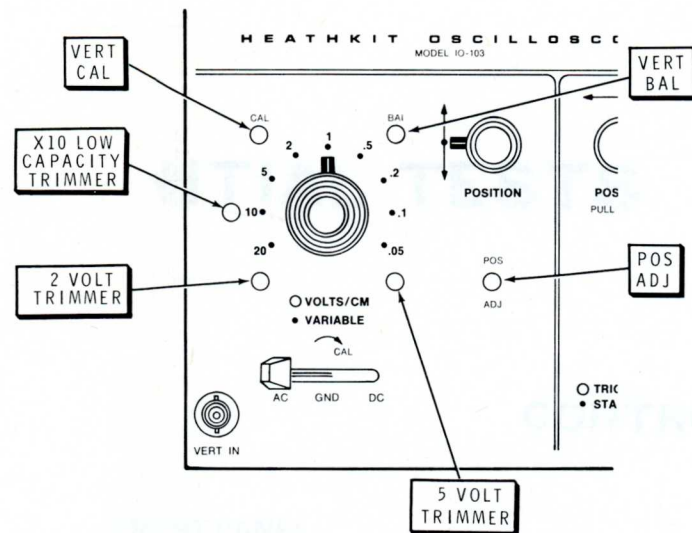 HEATHKIT OSCILLOSC
MODEL IO-103
VERT
CAL
VERT
BAL
X10 LOW
CAPACITY
TRIMMER
2 VOLT
TRIMMER
CAL
BAL
1
2
.5
5
.2
10
.1
20
.05
POSITION
POS
PULL
POS
ADJ
POS
ADJ
VOLTS/CM
VARIABLE
CAL
AC GND DC
TRIG
STA
VERT IN
5 VOLT
TRIMMER